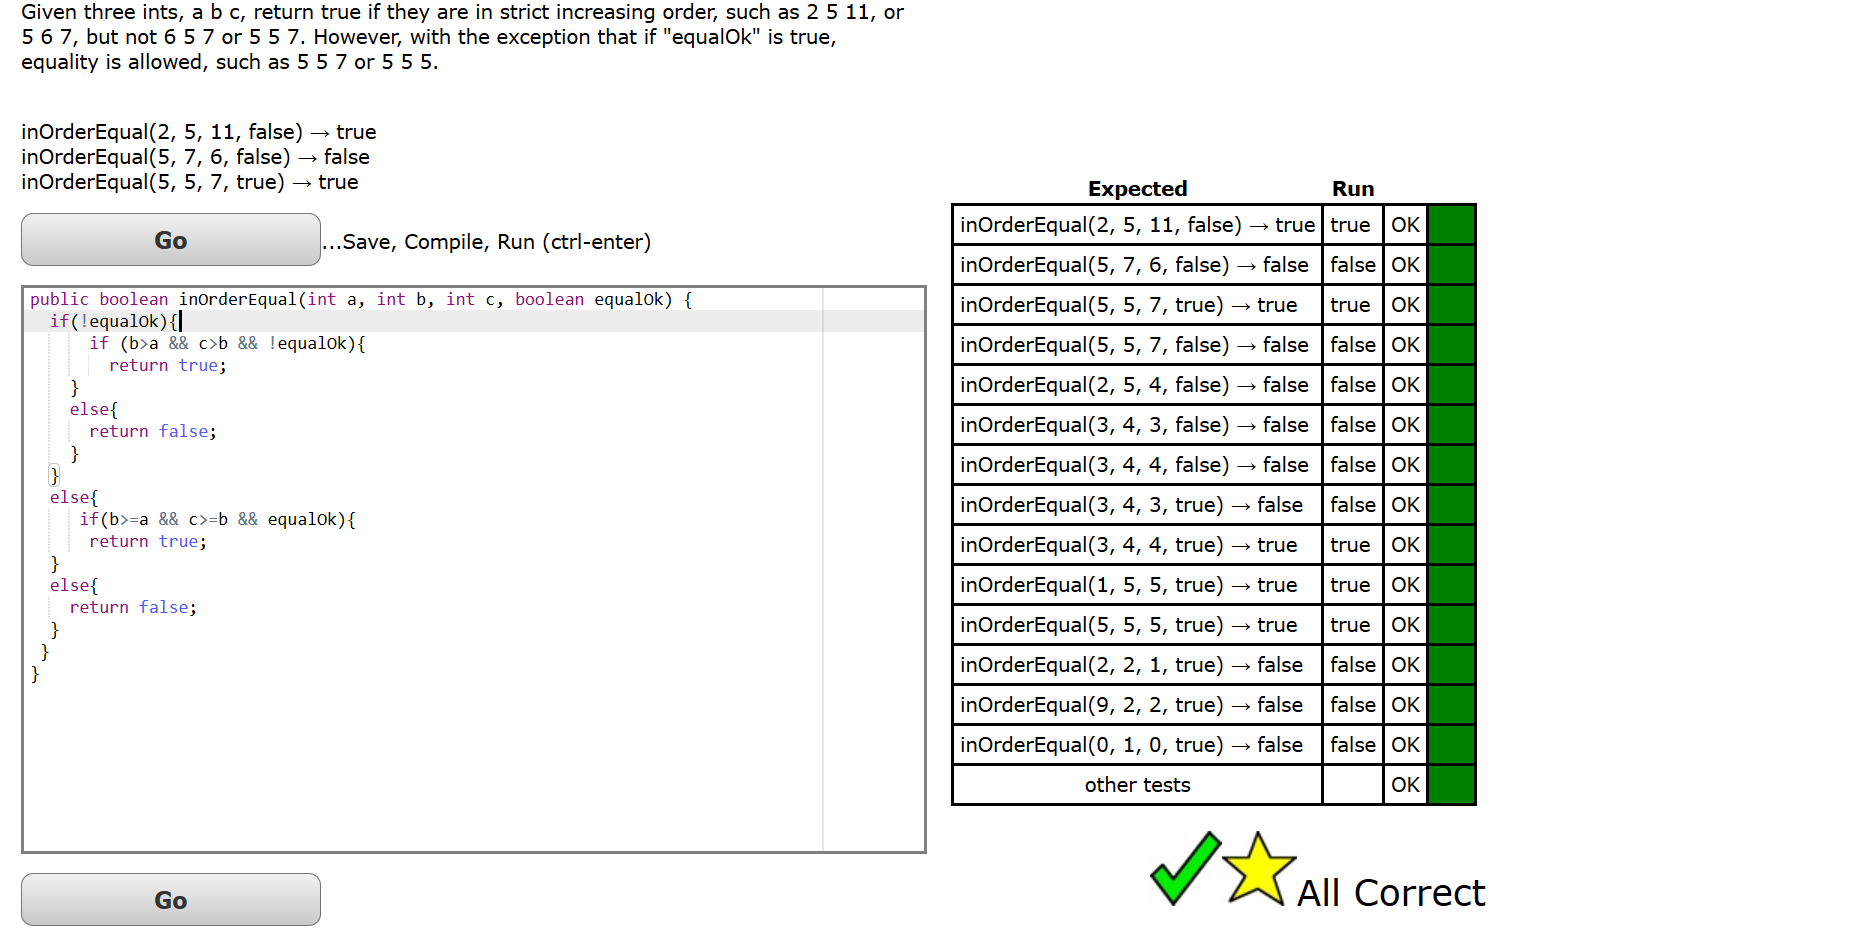 Given three ints, a b c, return true if they are in strict increasing order, such as 2 5 11, or
5 6 7, but not 6 5 7 or 5 5 7. However, with the exception that if "equalOk" is true,
equality is allowed, such as 5 5 7 or 5 5 5.
inOrderEqual(2, 5, 11, false) → true
inOrderEqual(5, 7, 6, false) → false
inOrderEqual(5, 5, 7, true) → true
Go
...Save, Compile, Run (ctrl-enter)
public boolean inOrderEqual(int a, int b, int c, boolean equalOk) {
  if(!equalOk){
      if (b>a && c>b && !equalOk){
        return true;
    }
    else{
      return false;
    }
  }
  else{
     if(b>=a && c>=b && equalOk){
      return true;
  }
  else{
    return false;
  }
 }
}
Go
Expected Run
inOrderEqual(2, 5, 11, false) → true true OK
inOrderEqual(5, 7, 6, false) → false false OK
inOrderEqual(5, 5, 7, true) → true true OK
inOrderEqual(5, 5, 7, false) → false false OK
inOrderEqual(2, 5, 4, false) → false false OK
inOrderEqual(3, 4, 3, false) → false false OK
inOrderEqual(3, 4, 4, false) → false false OK
inOrderEqual(3, 4, 3, true) → false false OK
inOrderEqual(3, 4, 4, true) → true true OK
inOrderEqual(1, 5, 5, true) → true true OK
inOrderEqual(5, 5, 5, true) → true true OK
inOrderEqual(2, 2, 1, true) → false false OK
inOrderEqual(9, 2, 2, true) → false false OK
inOrderEqual(0, 1, 0, true) → false false OK
other tests OK
All Correct